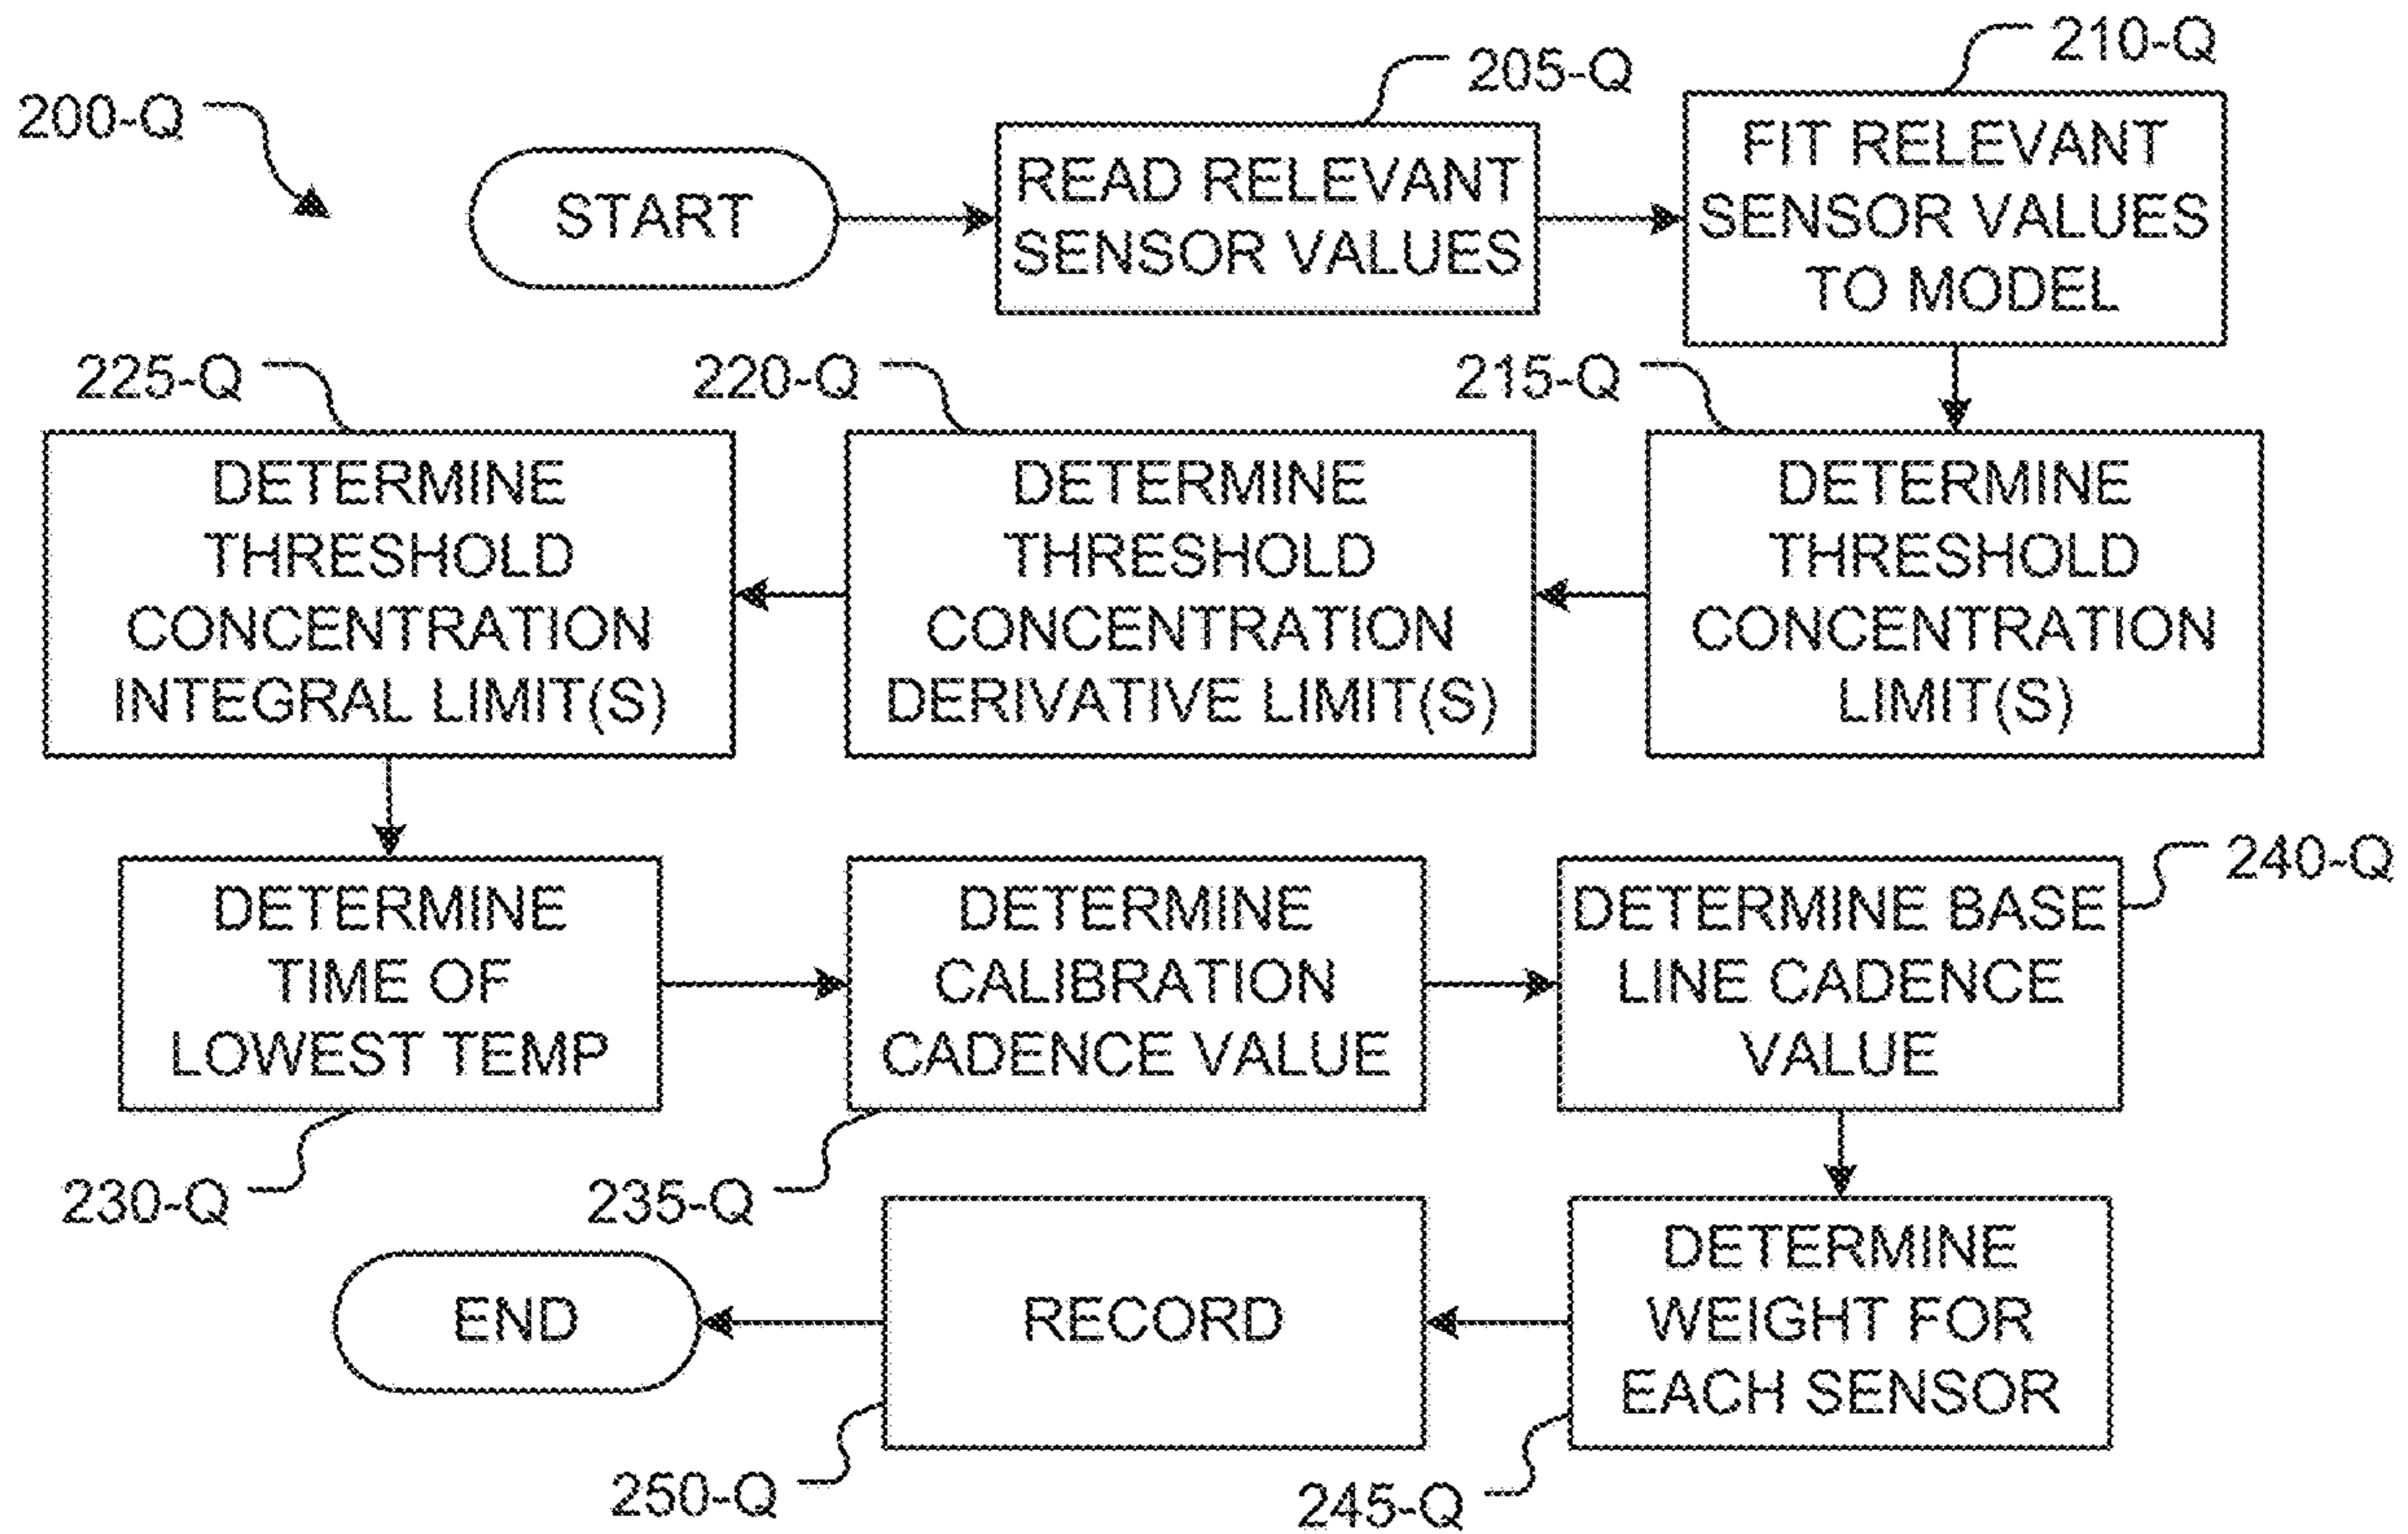 200-Q
START
205-Q
READ RELEVANT
SENSOR VALUES
210-Q
FIT RELEVANT
SENSOR VALUES
TO MODEL
215-Q
DETERMINE
THRESHOLD
CONCENTRATION
LIMIT(S)
220-Q
DETERMINE
THRESHOLD
CONCENTRATION
DERIVATIVE LIMIT(S)
225-Q
DETERMINE
THRESHOLD
CONCENTRATION
INTEGRAL LIMIT(S)
DETERMINE
TIME OF
LOWEST TEMP
230-Q
DETERMINE
CALIBRATION
CADENCE VALUE
235-Q
240-Q
DETERMINE BASE
LINE CADENCE
VALUE
DETERMINE
WEIGHT FOR
EACH SENSOR
245-Q
RECORD
250-Q
END